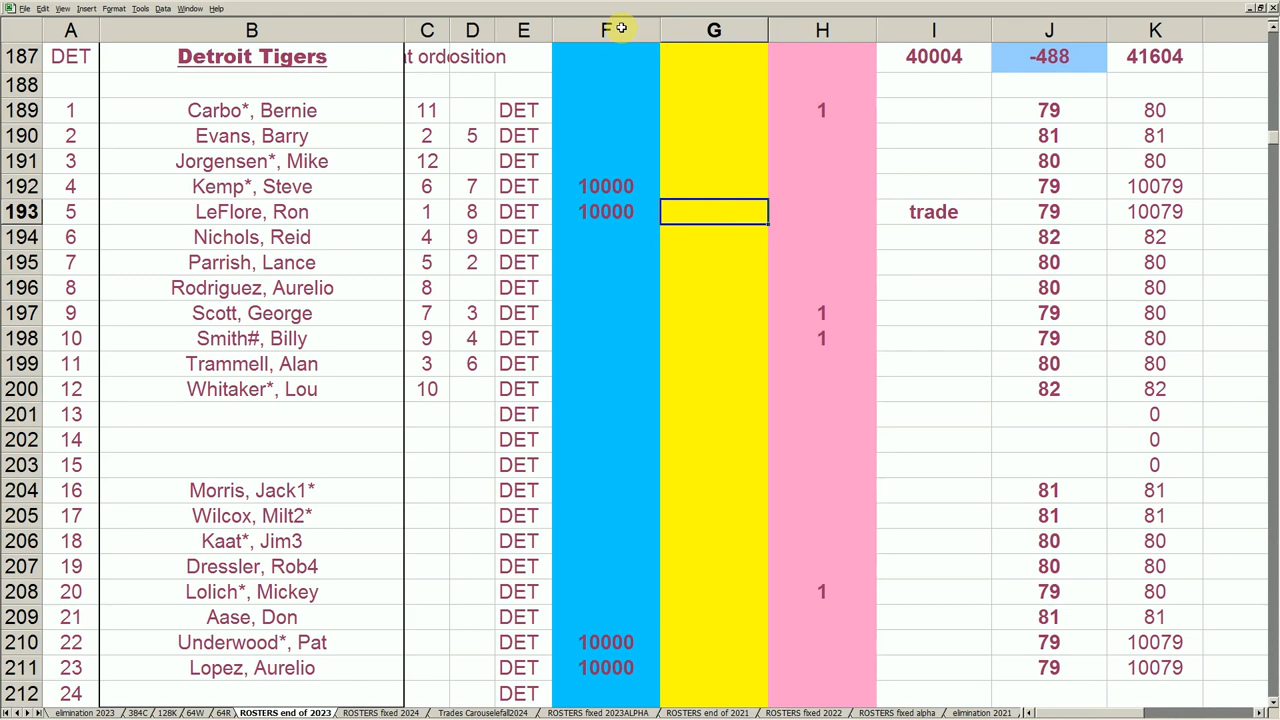 File Edit View Insert Format Tools Data Window Help
A B C D E F G H I J K
187 DET Detroit Tigers at ordosition 40004 -488 41604
188
189 1 Carbo*, Bernie 11 DET 1 79 80
190 2 Evans, Barry 2 5 DET 81 81
191 3 Jorgensen*, Mike 12 DET 80 80
192 4 Kemp*, Steve 6 7 DET 10000 79 10079
193 5 LeFlore, Ron 1 8 DET 10000 trade 79 10079
194 6 Nichols, Reid 4 9 DET 82 82
195 7 Parrish, Lance 5 2 DET 80 80
196 8 Rodriguez, Aurelio 8 DET 80 80
197 9 Scott, George 7 3 DET 1 79 80
198 10 Smith#, Billy 9 4 DET 1 79 80
199 11 Trammell, Alan 3 6 DET 80 80
200 12 Whitaker*, Lou 10 DET 82 82
201 13 DET 0
202 14 DET 0
203 15 DET 0
204 16 Morris, Jack1* DET 81 81
205 17 Wilcox, Milt2* DET 81 81
206 18 Kaat*, Jim3 DET 80 80
207 19 Dressler, Rob4 DET 80 80
208 20 Lolich*, Mickey DET 1 79 80
209 21 Aase, Don DET 81 81
210 22 Underwood*, Pat DET 10000 79 10079
211 23 Lopez, Aurelio DET 10000 79 10079
212 24 DET
elimination 2023 384C 128K 64W 64R ROSTERS end of 2023 ROSTERS fixed 2024 Trades Carouselefall2024 ROSTERS fixed 2023ALPHA ROSTERS end of 2021 ROSTERS fixed 2022 ROSTERS fixed alpha elimination 2021